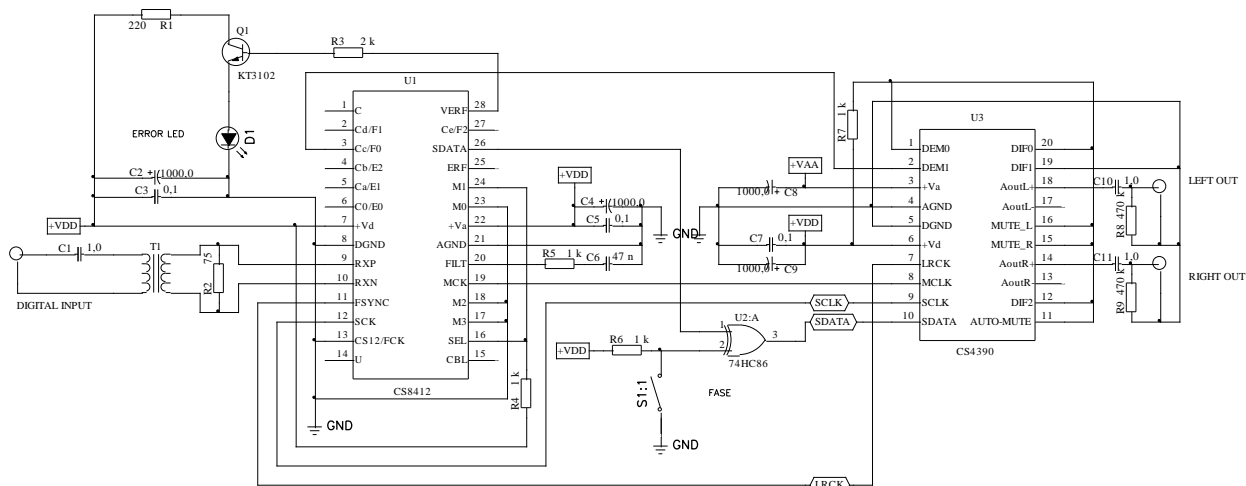 220 R1
Q1
KT3102
R3 2 k
ERROR LED
D1
C2 + 1000,0
C3 0,1
+VDD
C1 1,0
T1
R2 75
DIGITAL INPUT
U1
1 C
2 Cd/F1
3 Cc/F0
4 Cb/E2
5 Ca/E1
6 C0/E0
7 +Vd
8 DGND
9 RXP
10 RXN
11 FSYNC
12 SCK
13 CS12/FCK
14 U
VERF 28
Ce/F2 27
SDATA 26
ERF 25
M1 24
M0 23
+Va 22
AGND 21
FILT 20
MCK 19
M2 18
M3 17
SEL 16
CBL 15
CS8412
R4 1 k
GND
+VDD
C4 + 1000,0
C5 0,1
GND
R5 1 k
C6 47 n
+VDD
R6 1 k
S1:1
GND
FASE
U2:A
1
2
3
74HC86
SCLK
SDATA
LRCK
+VAA
1000,0 + C8
GND
+VDD
C7 0,1
1000,0 + C9
R7 1 k
U3
1 DEM0
2 DEM1
3 +Va
4 AGND
5 DGND
6 +Vd
7 LRCK
8 MCLK
9 SCLK
10 SDATA
DIF0 20
DIF1 19
AoutL+ 18
AoutL- 17
MUTE_L 16
MUTE_R 15
AoutR+ 14
AoutR- 13
DIF2 12
AUTO-MUTE 11
CS4390
C10 1,0
R8 470 k
LEFT OUT
C11 1,0
R9 470 k
RIGHT OUT